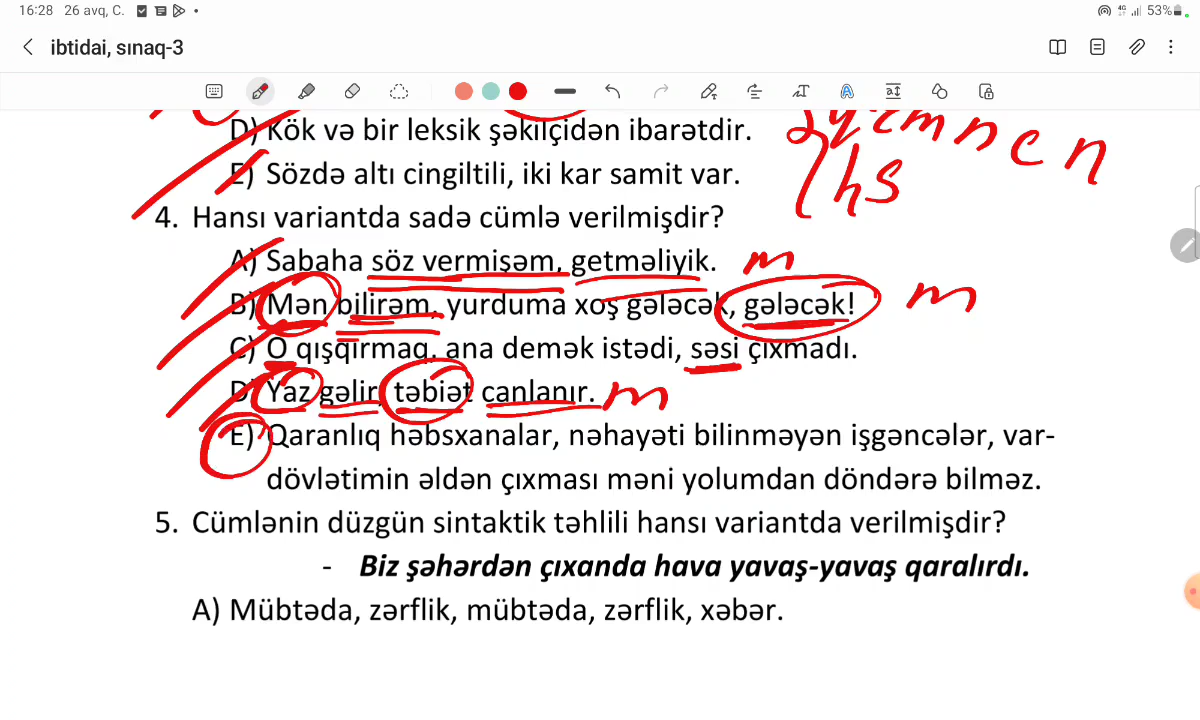 16:28 26 avq, C. 4G 53%
ibtidai, sınaq-3
D) Kök və bir leksik şəkilçidən ibarətdir.
E) Sözdə altı cingiltili, iki kar samit var.
hs
4. Hansı variantda sadə cümlə verilmişdir?
A) Sabaha söz vermişəm, getməliyik. m
B) Mən bilirəm, yurduma xoş gələcək, gələcək! m
C) O qışqırmaq, ana demək istədi, səsi çıxmadı.
D) Yaz gəlir, təbiət canlanır. m
E) Qaranlıq həbsxanalar, nəhayəti bilinməyən işgəncələr, var-
dövlətimin əldən çıxması məni yolumdan döndərə bilməz.
5. Cümlənin düzgün sintaktik təhlili hansı variantda verilmişdir?
- Biz şəhərdən çıxanda hava yavaş-yavaş qaralırdı.
A) Mübtəda, zərflik, mübtəda, zərflik, xəbər.